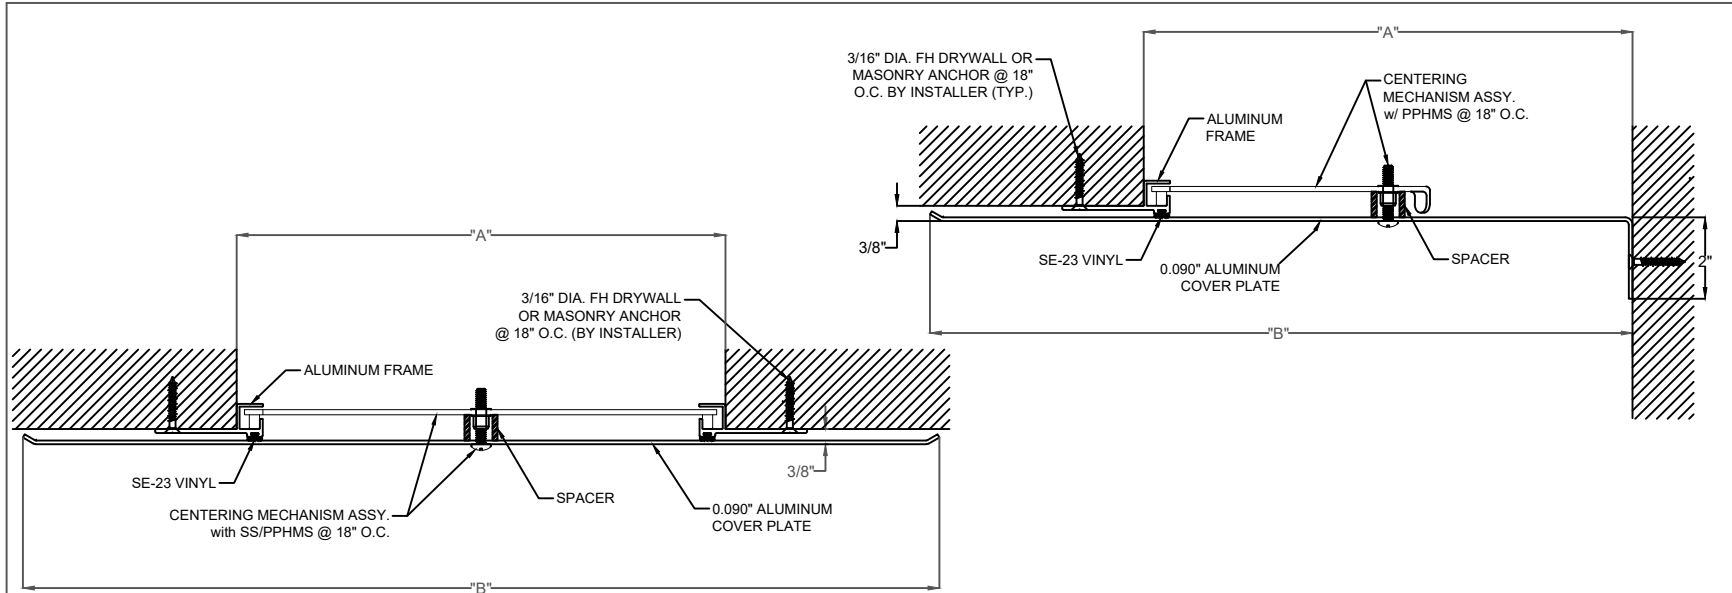 "A"
3/16" DIA. FH DRYWALL OR
MASONRY ANCHOR @ 18"
O.C. BY INSTALLER (TYP.)
CENTERING
MECHANISM ASSY.
w/ PPHMS @ 18" O.C.
ALUMINUM
FRAME
3/8"
SE-23 VINYL
0.090" ALUMINUM
COVER PLATE
SPACER
2"
"B"
"A"
3/16" DIA. FH DRYWALL
OR MASONRY ANCHOR
@ 18" O.C. (BY INSTALLER)
ALUMINUM FRAME
3/8"
SE-23 VINYL
SPACER
CENTERING MECHANISM ASSY.
with SS/PPHMS @ 18" O.C.
0.090" ALUMINUM
COVER PLATE
"B"